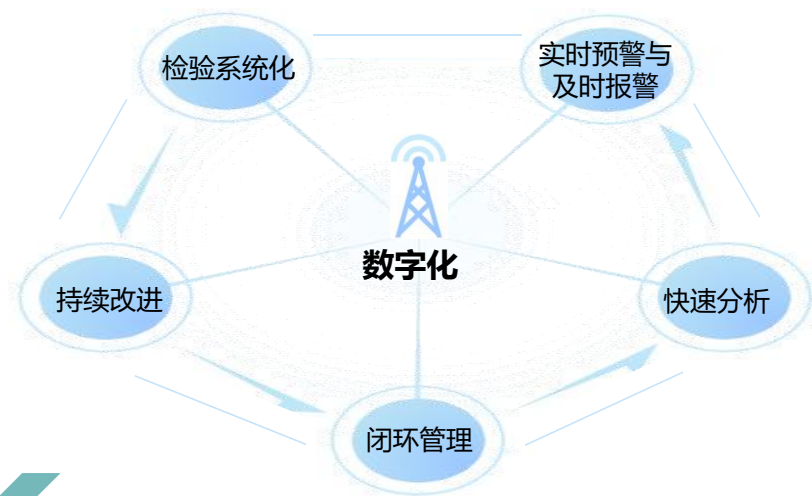 检验系统化
实时预警与
及时报警
数字化
持续改进
快速分析
闭环管理